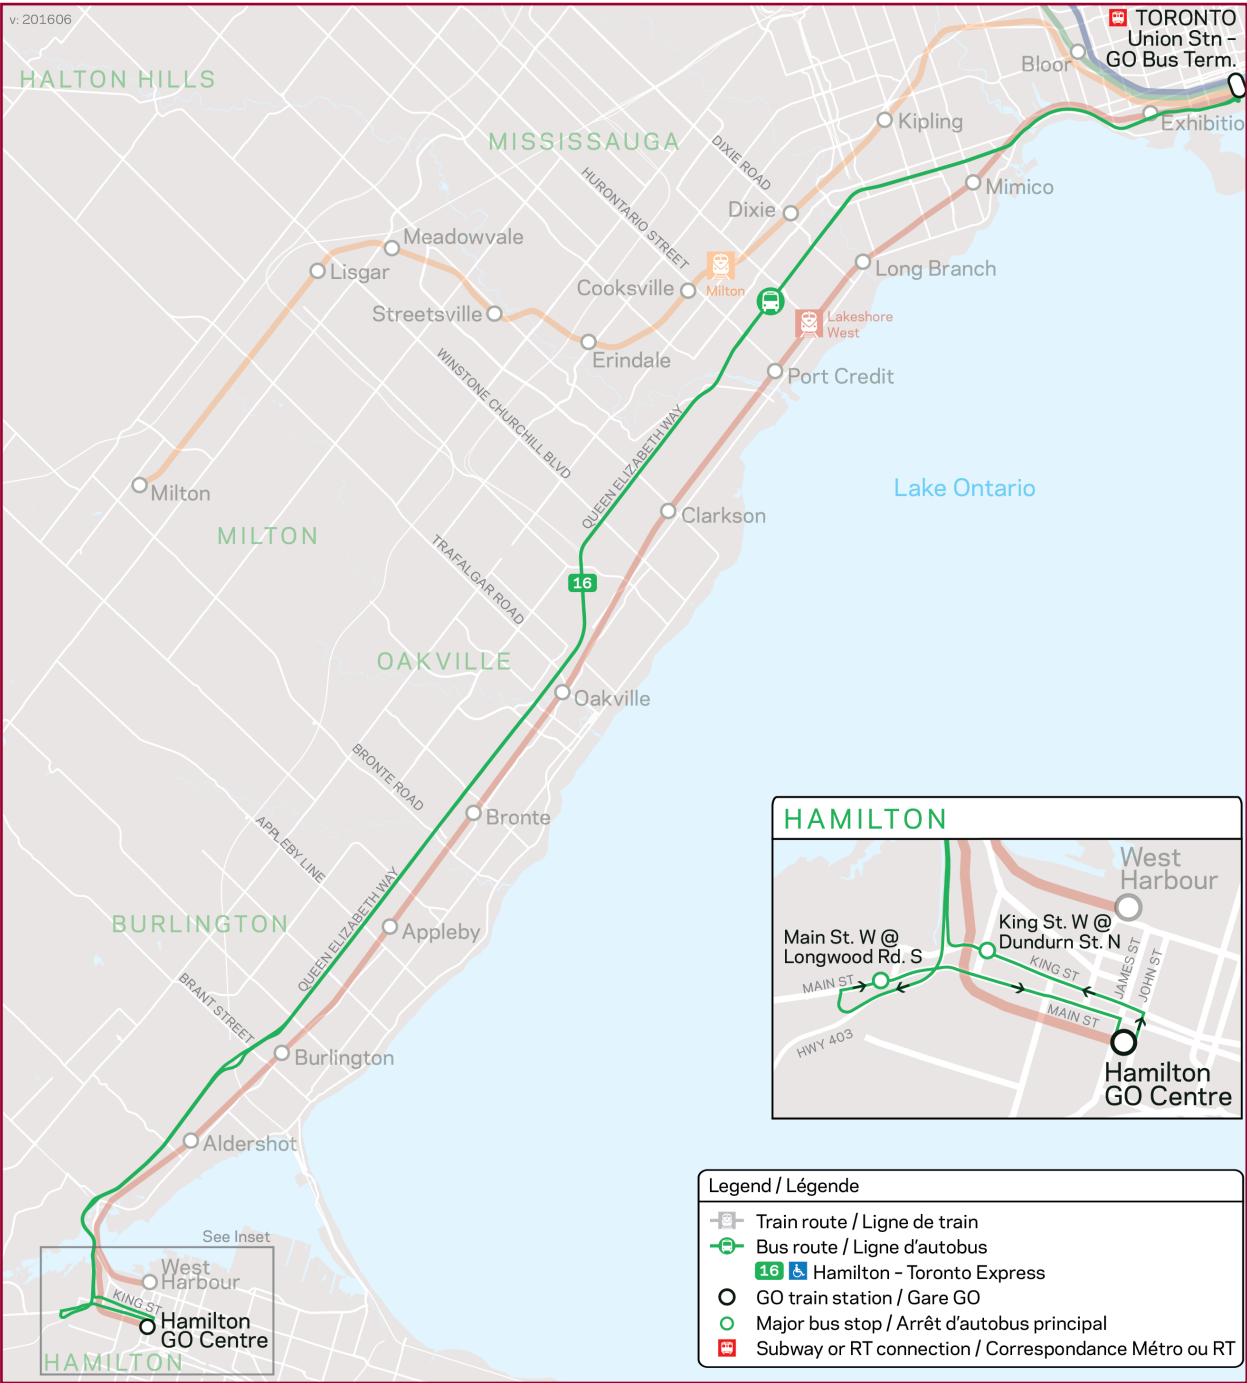 v: 201606
TORONTO
Union Stn –
GO Bus Term.
HALTON HILLS
Bloor
Kipling
Exhibitio
MISSISSAUGA
DIXIE ROAD
HURONTARIO STREET
Mimico
Dixie
Meadowvale
Lisgar
Long Branch
Cooksville
Milton
Streetsville
Lakeshore
West
Erindale
Port Credit
WINSTONE CHURCHILL BLVD
QUEEN ELIZABETH WAY
Milton
Lake Ontario
Clarkson
MILTON
TRAFALGAR ROAD
16
OAKVILLE
Oakville
BRONTE ROAD
Bronte
APPLEBY LINE
QUEEN ELIZABETH WAY
BURLINGTON
Appleby
BRANT STREET
Burlington
Aldershot
See Inset
West
Harbour
KING ST
Hamilton
GO Centre
HAMILTON
HAMILTON
West
Harbour
King St. W @
Dundurn St. N
Main St. W @
Longwood Rd. S
KING ST
JAMES ST
JOHN ST
MAIN ST
MAIN ST
HWY 403
Hamilton
GO Centre
Legend / Légende
Train route / Ligne de train
Bus route / Ligne d'autobus
16 Hamilton – Toronto Express
GO train station / Gare GO
Major bus stop / Arrêt d'autobus principal
Subway or RT connection / Correspondance Métro ou RT